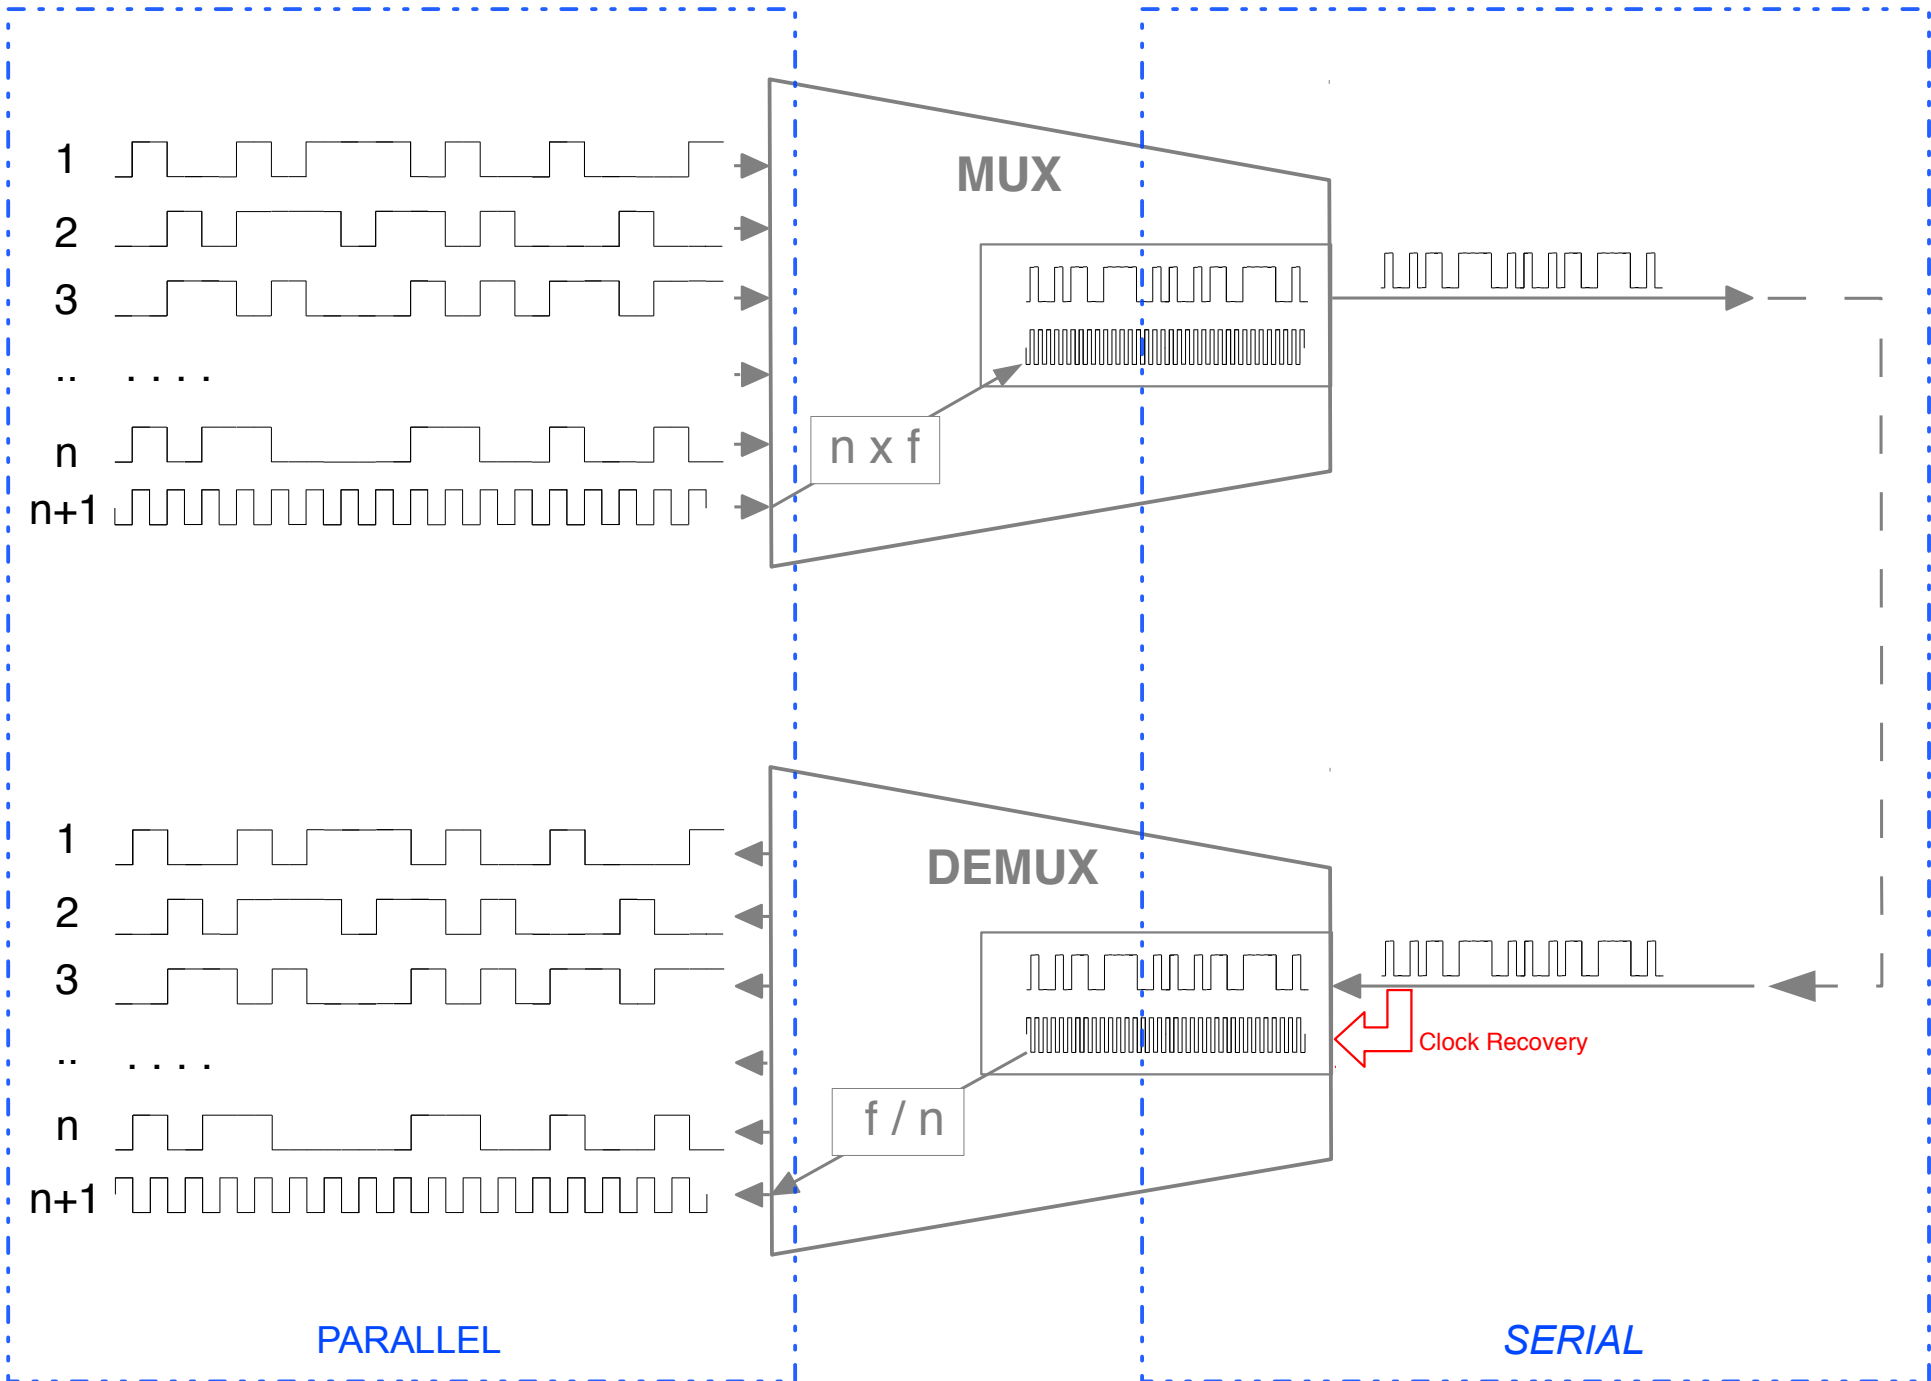 1
MUX
2
3
.. . . . .
n
n x f
n+1
1
DEMUX
2
3
Clock Recovery
.. . . . .
n
f / n
n+1
PARALLEL
SERIAL